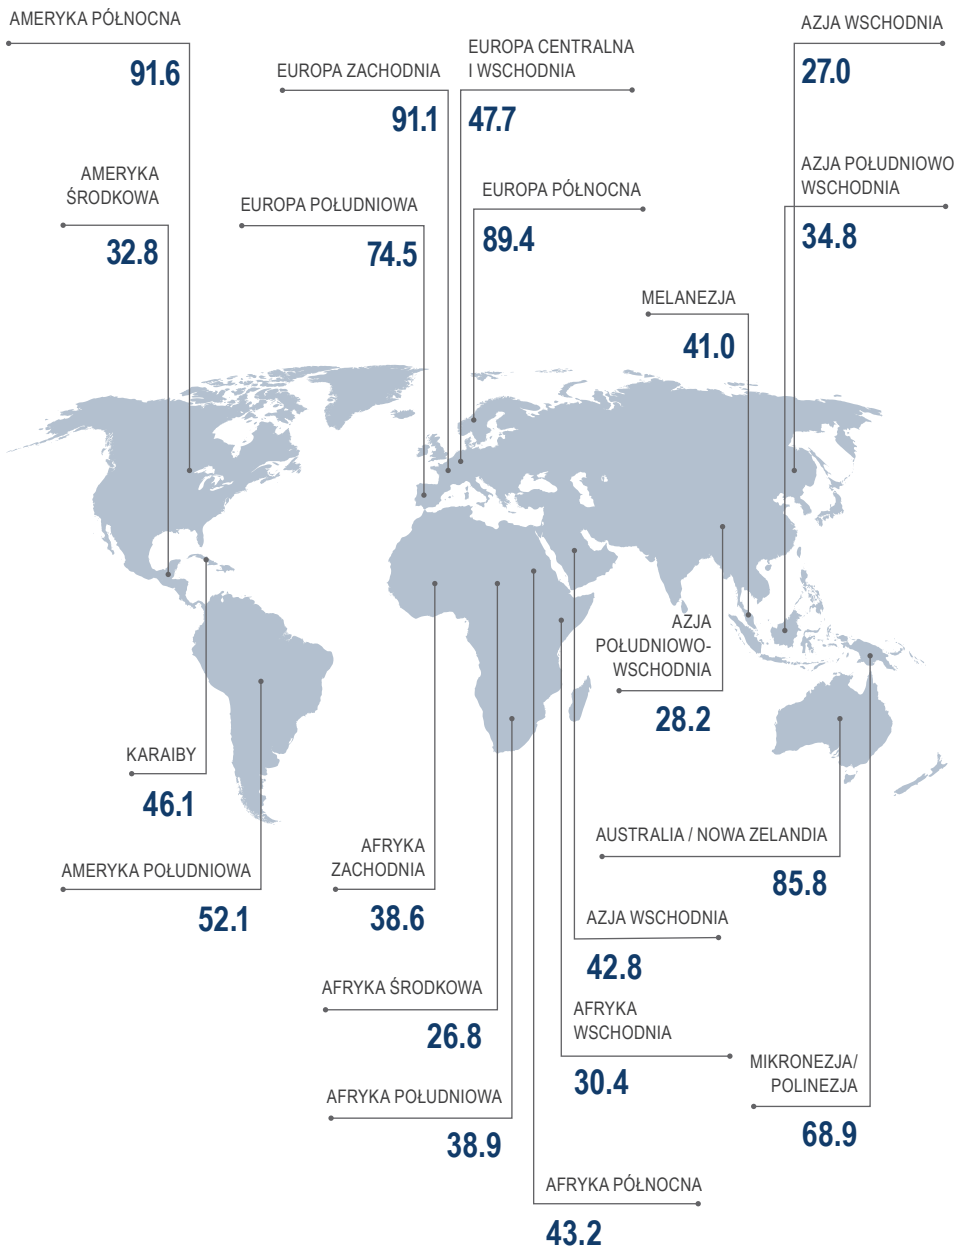 AMERYKA PÓŁNOCNA
91.6
AMERYKA
ŚRODKOWA
32.8
EUROPA ZACHODNIA
91.1
EUROPA CENTRALNA
I WSCHODNIA
47.7
EUROPA POŁUDNIOWA
74.5
EUROPA PÓŁNOCNA
89.4
AZJA WSCHODNIA
27.0
AZJA POŁUDNIOWO
WSCHODNIA
34.8
MELANEZJA
41.0
AZJA
POŁUDNIOWO-
WSCHODNIA
28.2
KARAIBY
46.1
AMERYKA POŁUDNIOWA
52.1
AFRYKA
ZACHODNIA
38.6
AUSTRALIA / NOWA ZELANDIA
85.8
AZJA WSCHODNIA
42.8
AFRYKA ŚRODKOWA
26.8
AFRYKA
WSCHODNIA
30.4
AFRYKA POŁUDNIOWA
38.9
MIKRONEZJA/
POLINEZJA
68.9
AFRYKA PÓŁNOCNA
43.2